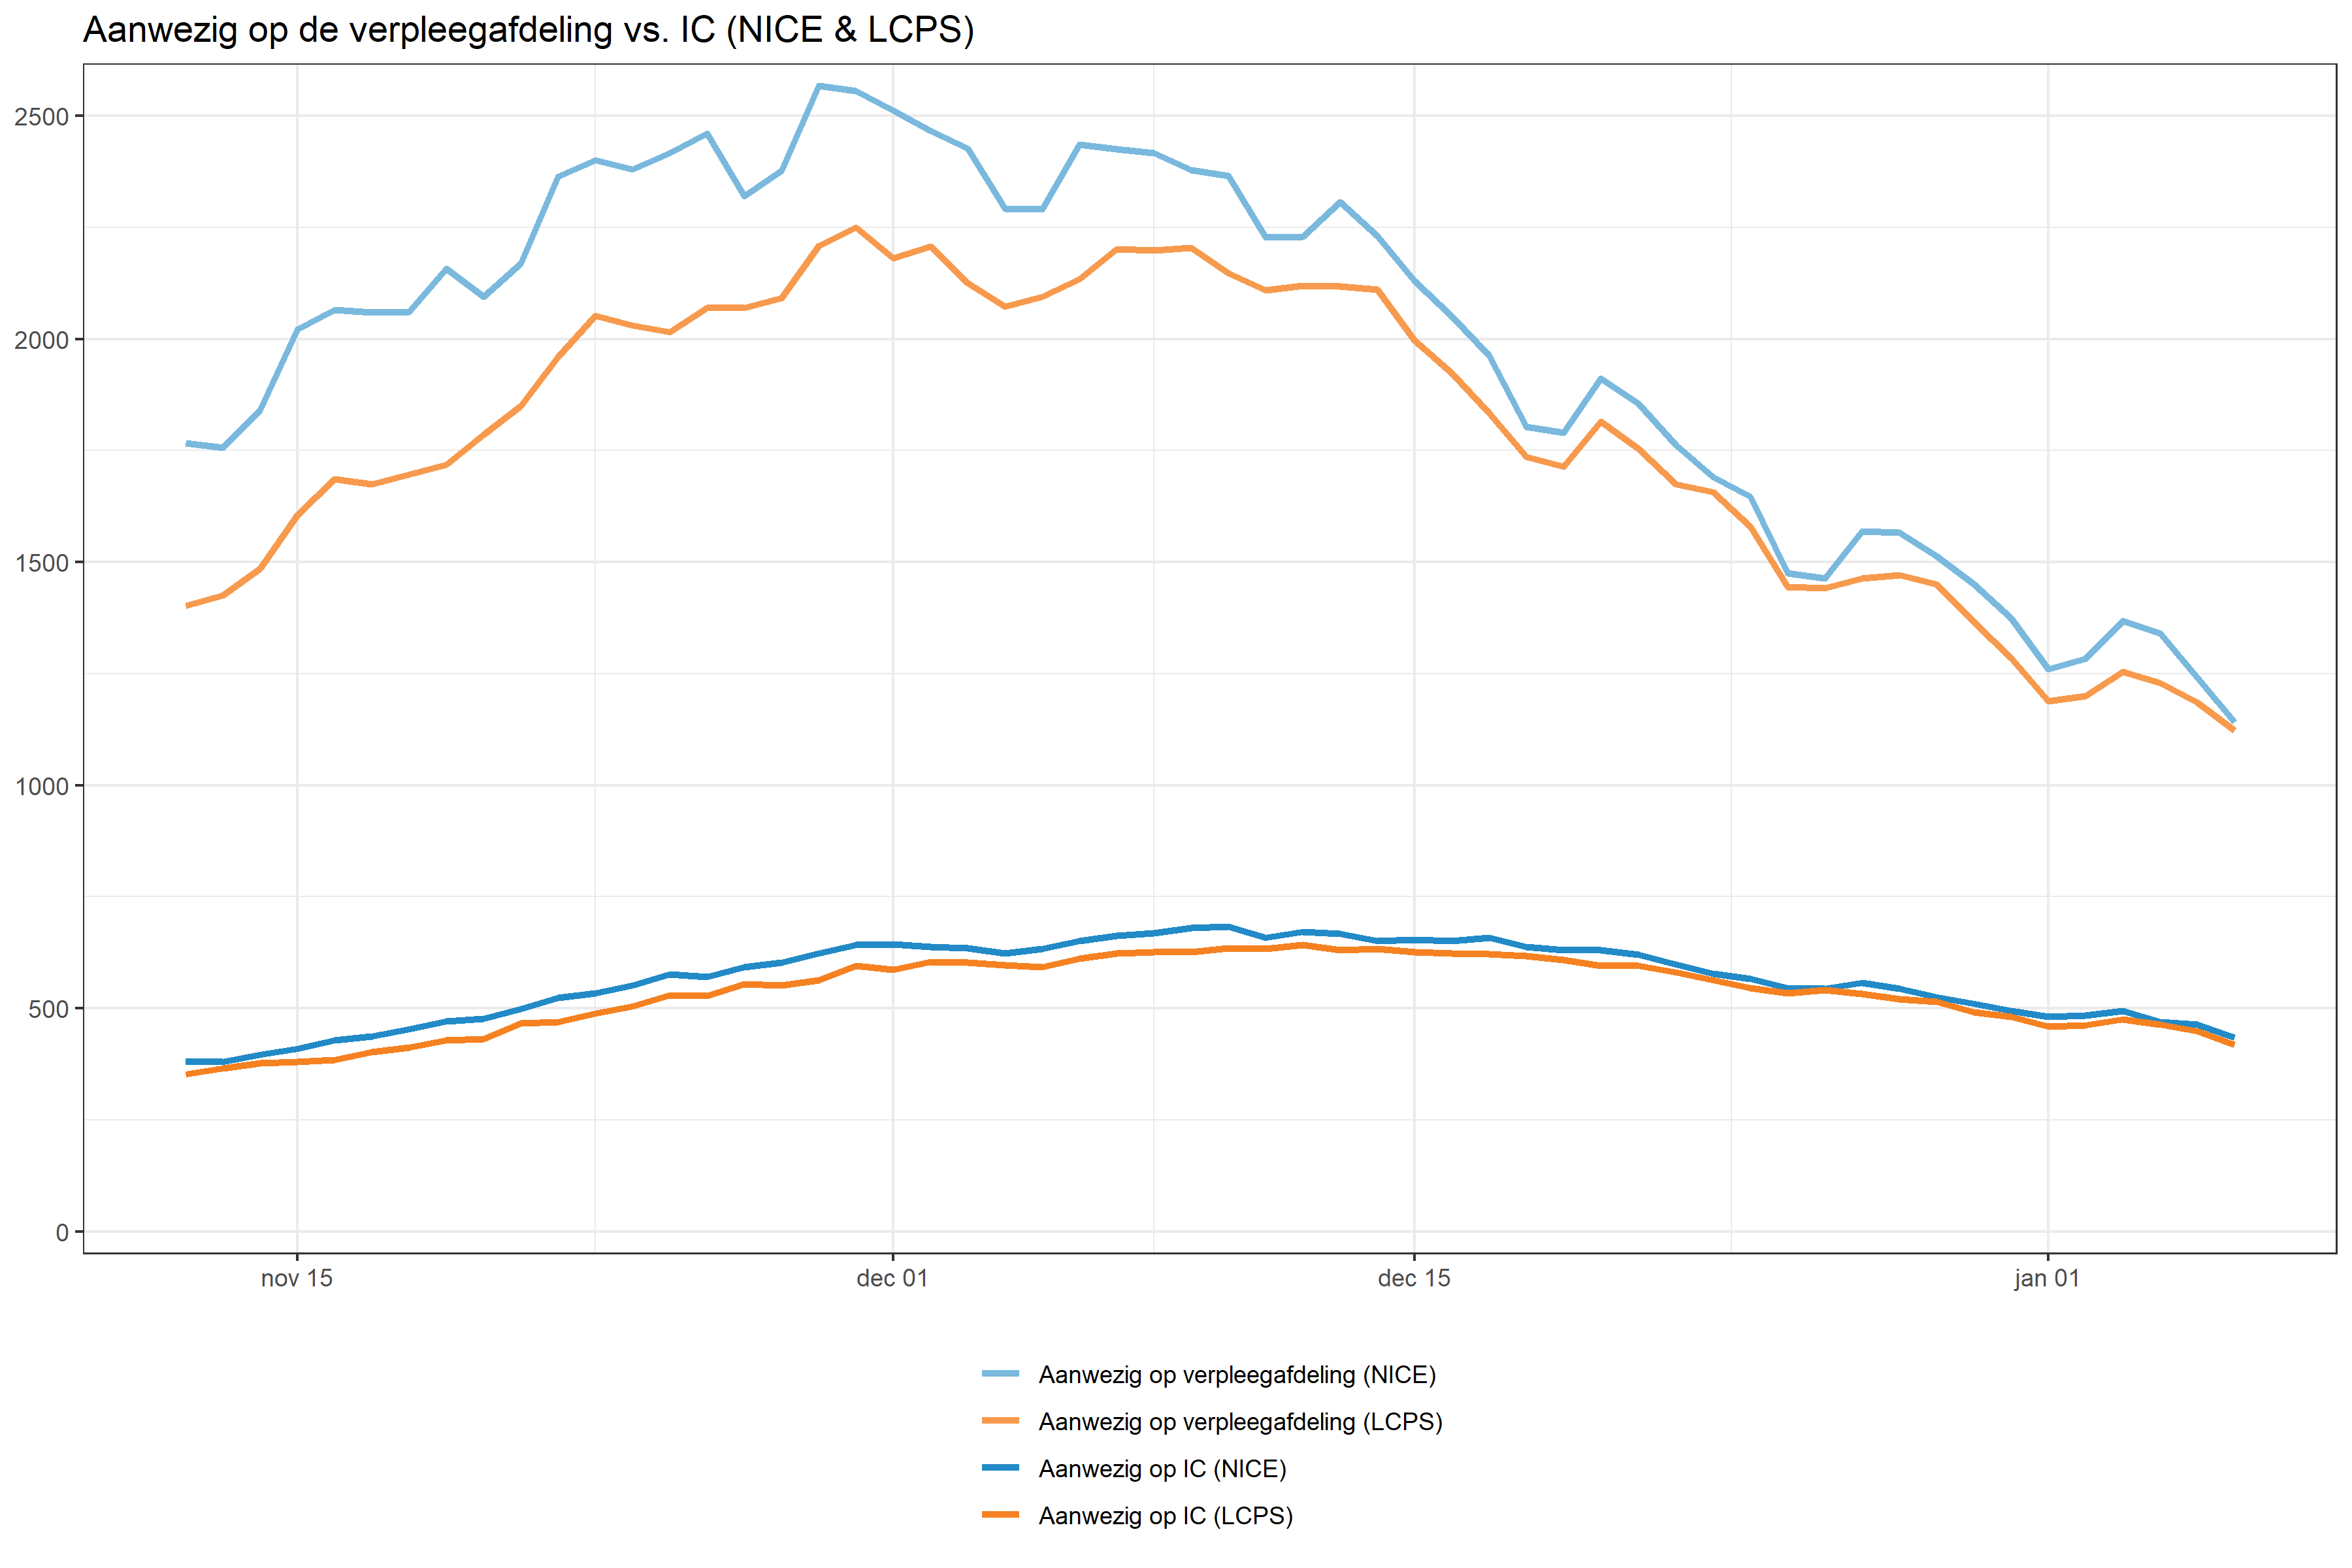 Aanwezig op de verpleegafdeling vs. IC (NICE & LCPS)
2500
2000
1500
1000
500
0
nov 15
dec 01
dec 15
jan 01
Aanwezig op verpleegafdeling (NICE)
Aanwezig op verpleegafdeling (LCPS)
Aanwezig op IC (NICE)
Aanwezig op IC (LCPS)